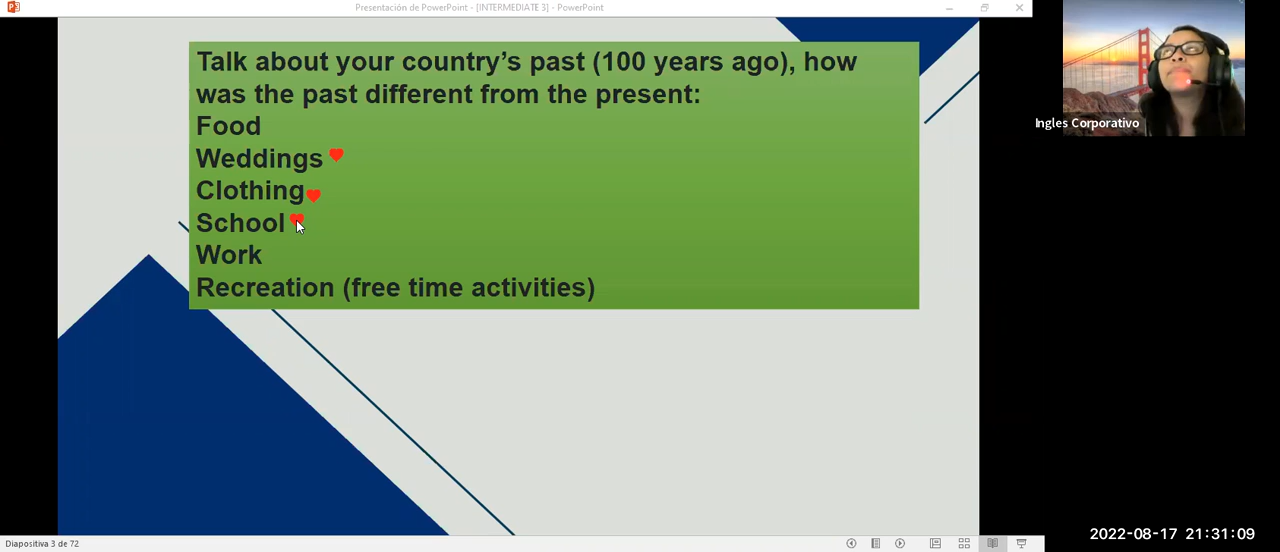 Presentación de PowerPoint - [INTERMEDIATE 3] - PowerPoint
Talk about your country’s past (100 years ago), how
was the past different from the present:
Food
Weddings
Clothing
School
Work
Recreation (free time activities)
Ingles Corporativo
Diapositiva 3 de 72
2022-08-17 21:31:09